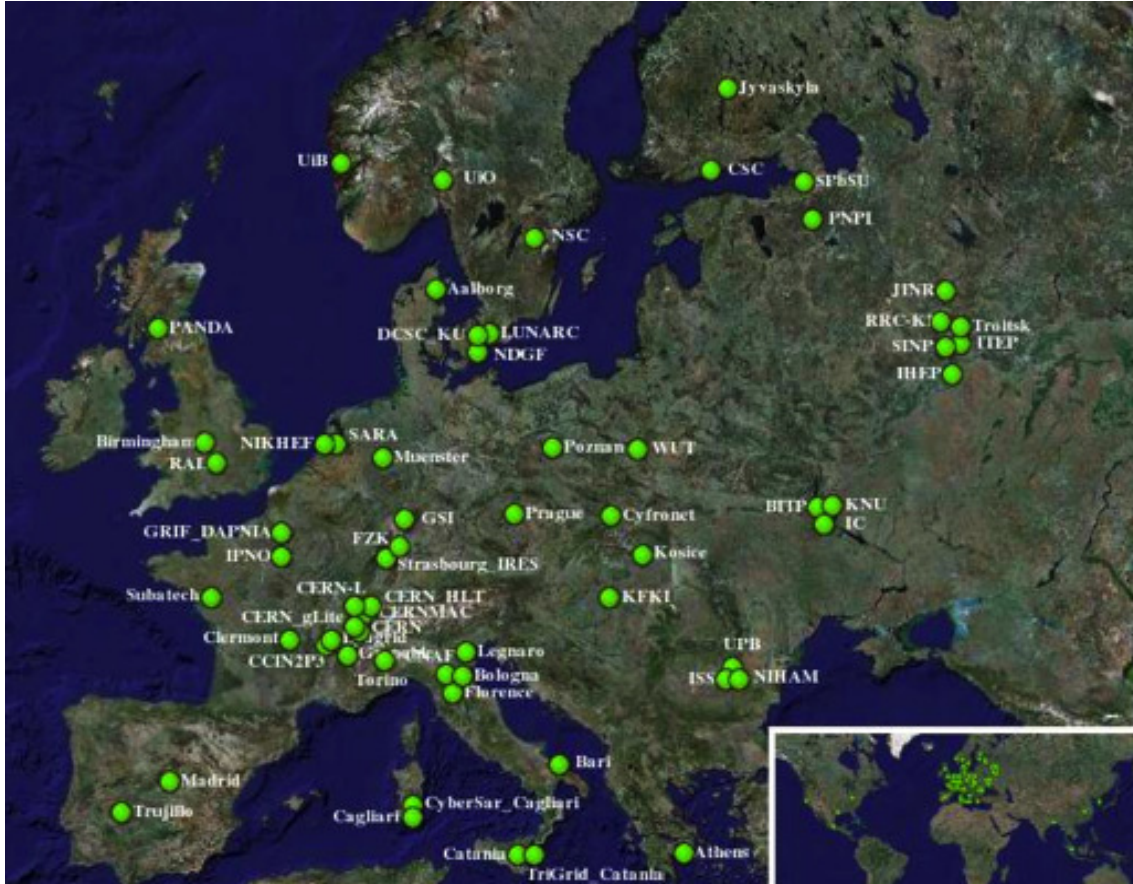 Jyvaskyla
UiB
UiO
CSC
SPbSU
PNPI
NSC
Aalborg
JINR
PANDA
DCSC_KU
LUNARC
NDGF
RRC-KI
Troitsk
SINP
ITEP
IHEP
Birmingham
RAL
NIKHEF
SARA
Muenster
Poznan
WUT
GRIF_DAPNIA
IPNO
GSI
FZK
Strasbourg_IRES
Prague
Cyfronet
Kosice
BITP
KNU
IC
Subatech
CERN-L
CERN_HLT
CERNMAC
CERN_gLite
CERN
KFKI
Clermont
CCIN2P3
Torino
CNAF
Legnaro
Bologna
Florence
UPB
ISS
NIHAM
Madrid
Trujillo
Bari
CyberSar_Cagliari
Cagliari
Catania
TriGrid_Catania
Athens